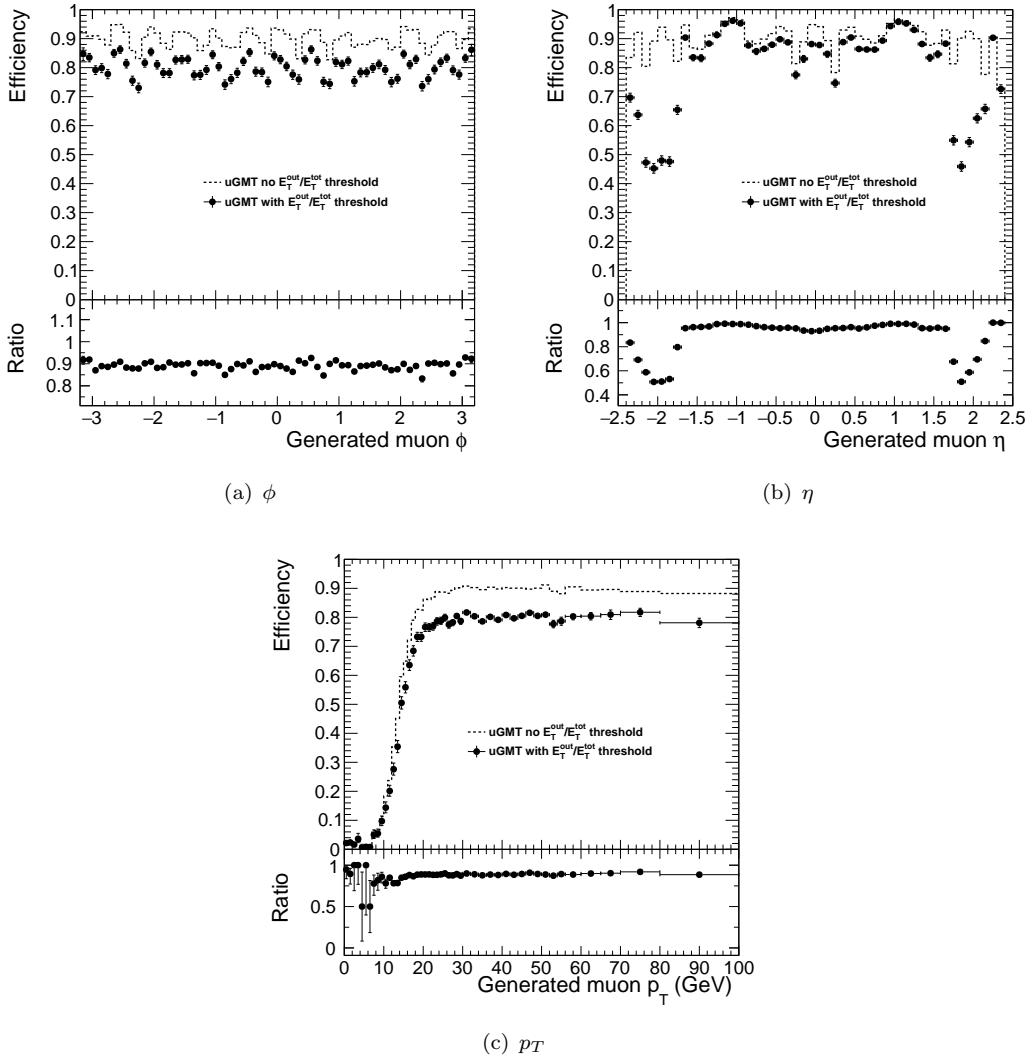 Efficiency
1
0.9
0.8
0.7
0.6
0.5
0.4
0.3
0.2
0.1
0
uGMT no E_T^out/E_T^tot threshold
uGMT with E_T^out/E_T^tot threshold
Ratio
1.1
1
0.9
0.8
−3 −2 −1 0 1 2 3
Generated muon ϕ
(a) ϕ
Efficiency
1
0.9
0.8
0.7
0.6
0.5
0.4
0.3
0.2
0.1
0
uGMT no E_T^out/E_T^tot threshold
uGMT with E_T^out/E_T^tot threshold
Ratio
1
0.8
0.6
0.4
−2.5 −2 −1.5 −1 −0.5 0 0.5 1 1.5 2 2.5
Generated muon η
(b) η
Efficiency
1
0.9
0.8
0.7
0.6
0.5
0.4
0.3
0.2
0.1
0
uGMT no E_T^out/E_T^tot threshold
uGMT with E_T^out/E_T^tot threshold
Ratio
1
0.5
0
0 10 20 30 40 50 60 70 80 90 100
Generated muon p_T (GeV)
(c) p_T